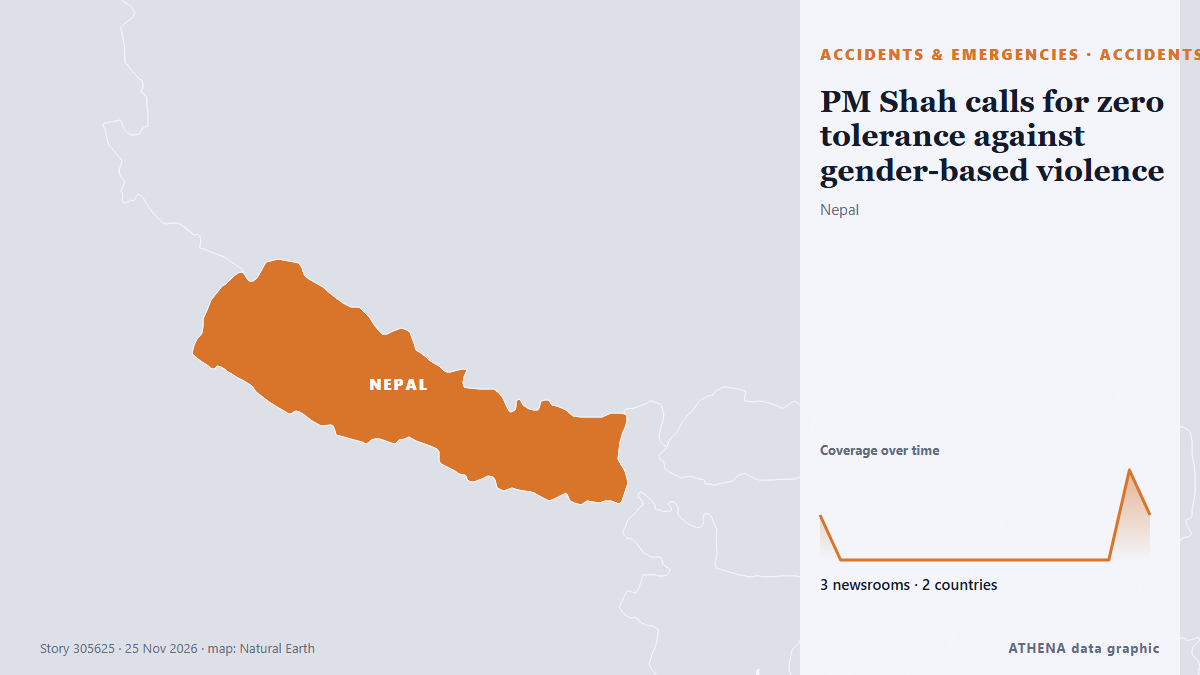 ACCIDENTS & EMERGENCIES · ACCIDENTS
PM Shah calls for zero
tolerance against
gender-based violence
Nepal
NEPAL
Coverage over time
3 newsrooms · 2 countries
Story 305625 · 25 Nov 2026 · map: Natural Earth
ATHENA data graphic